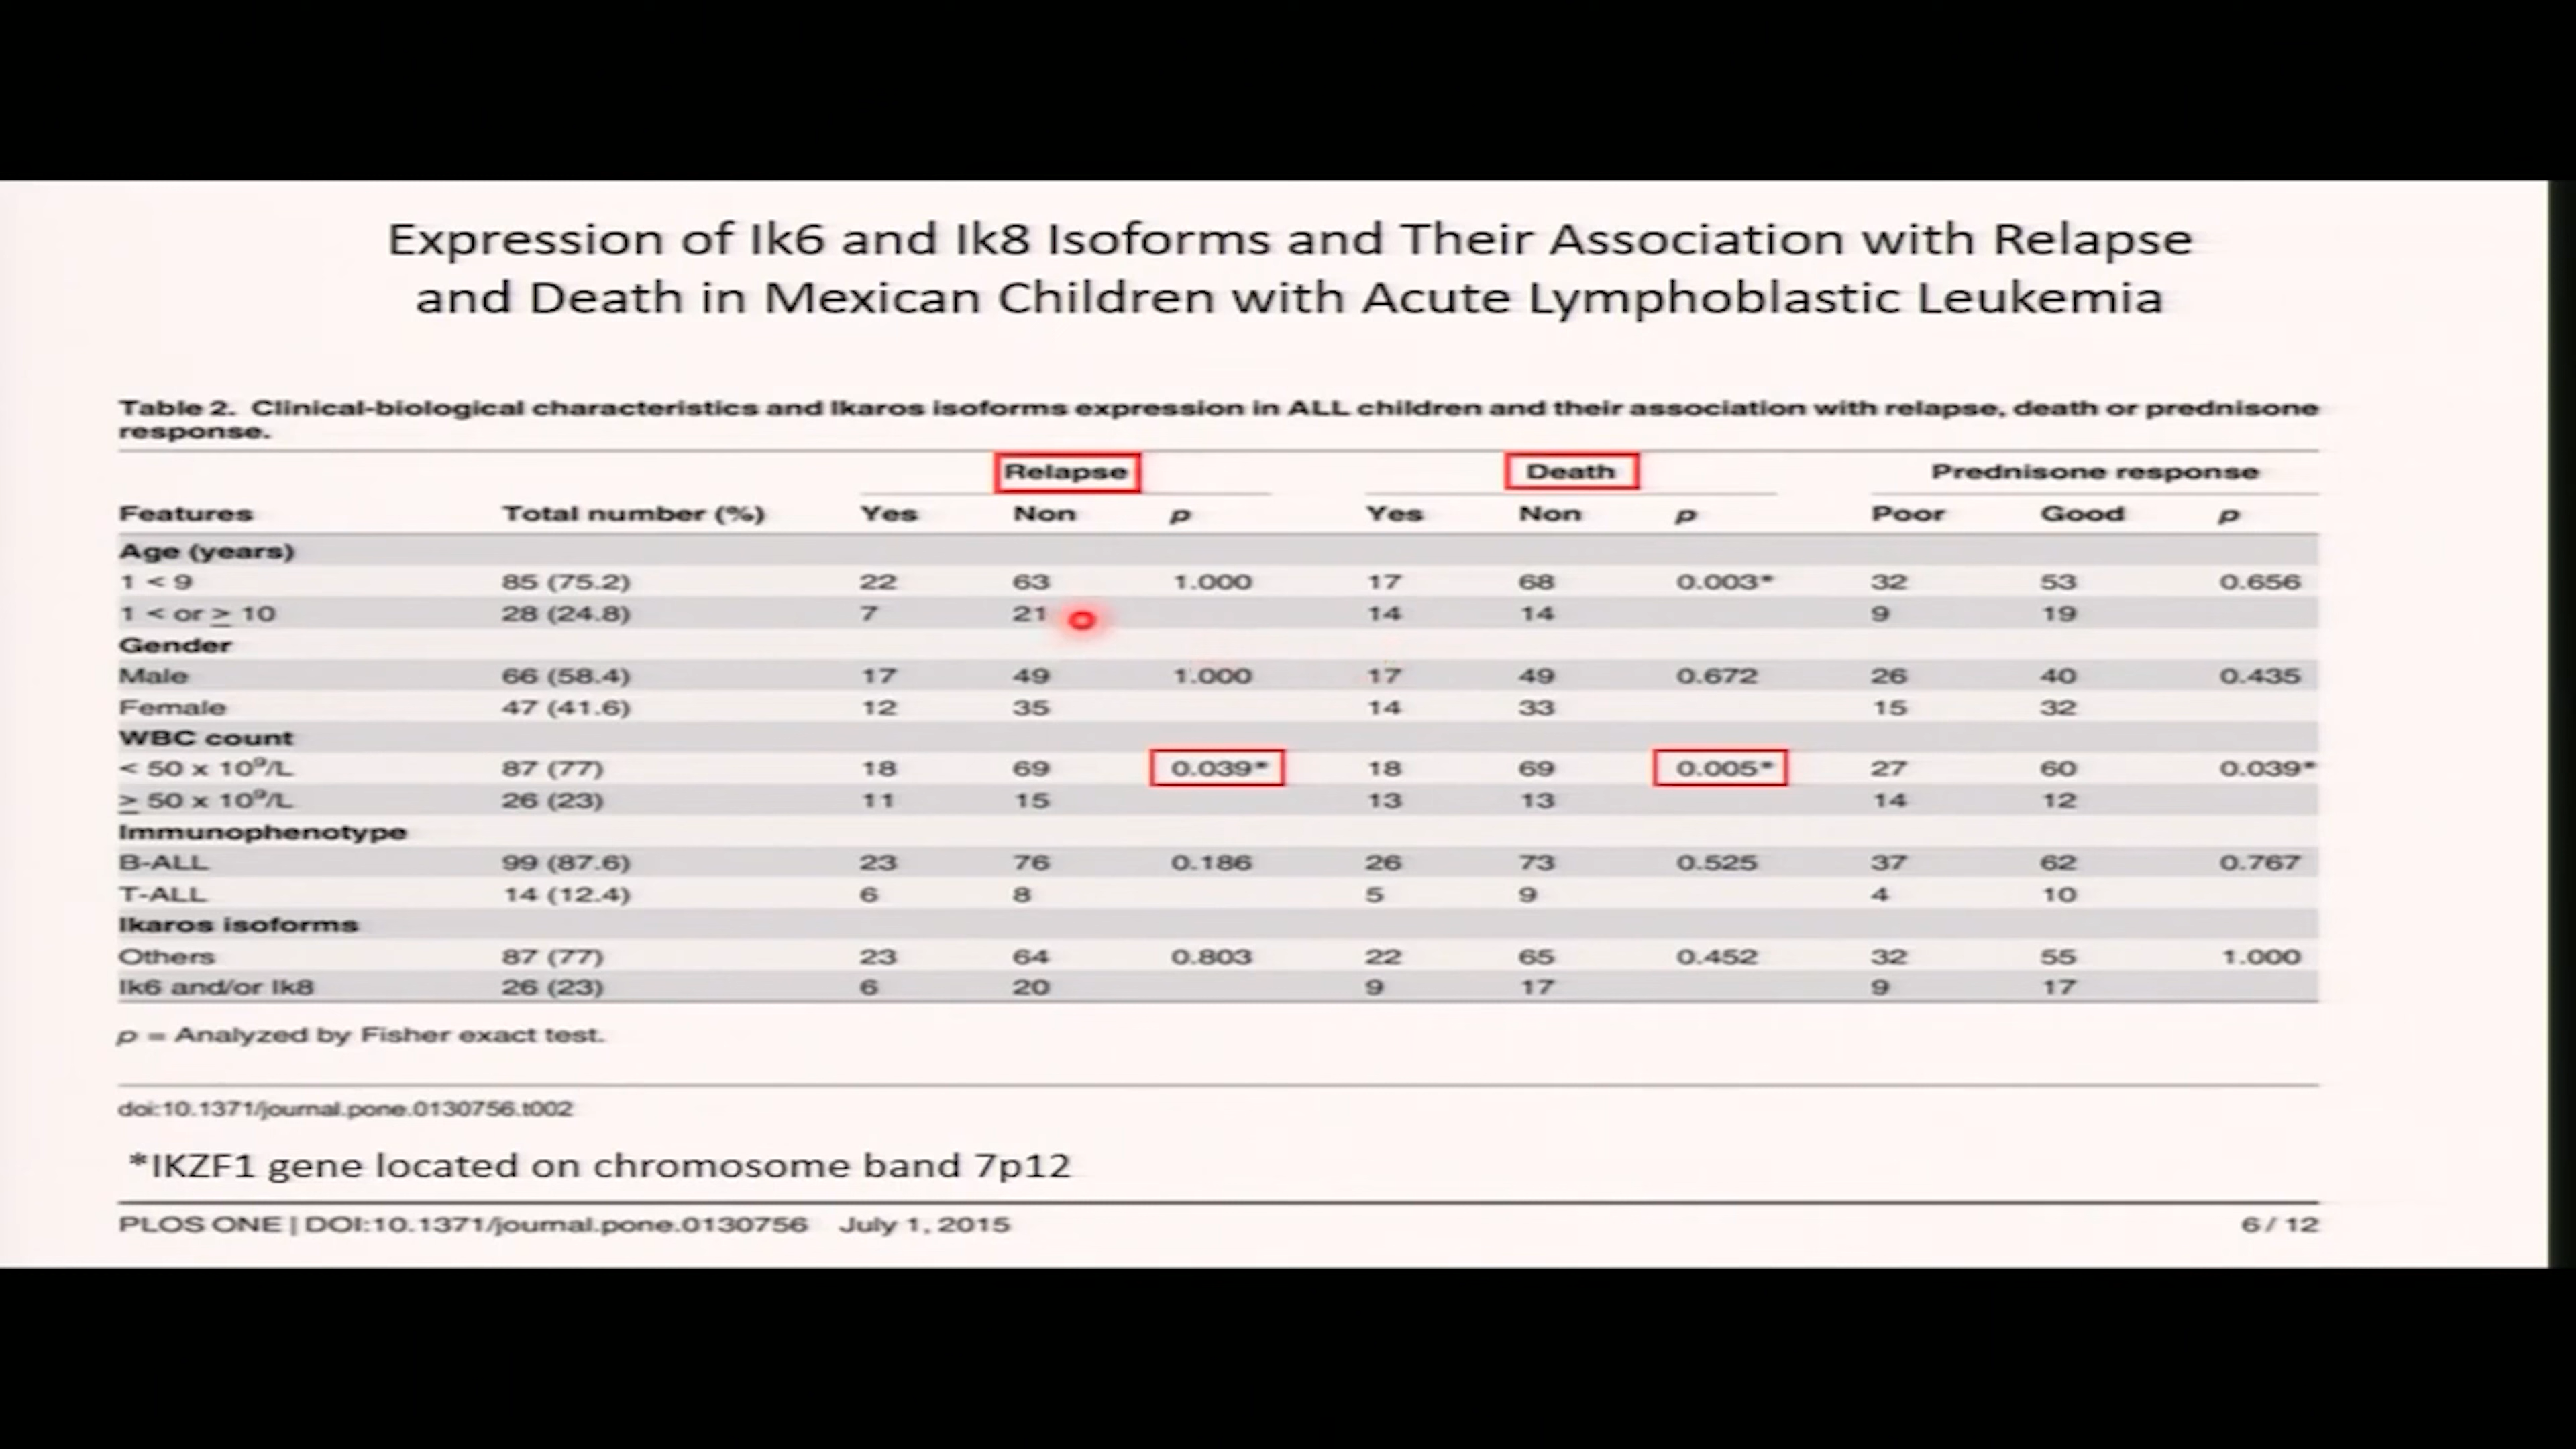 Expression of Ik6 and Ik8 Isoforms and Their Association with Relapse
and Death in Mexican Children with Acute Lymphoblastic Leukemia
Table 2. Clinical-biological characteristics and Ikaros isoforms expression in ALL children and their association with relapse, death or prednisone
response.
Relapse Death Prednisone response
Features Total number (%) Yes Non p Yes Non p Poor Good p
Age (years)
1 < 9 85 (75.2) 22 63 1.000 17 68 0.003* 32 53 0.656
1 < or ≥ 10 28 (24.8) 7 21 14 14 9 19
Gender
Male 66 (58.4) 17 49 1.000 17 49 0.672 26 40 0.435
Female 47 (41.6) 12 35 14 33 15 32
WBC count
< 50 x 10⁹/L 87 (77) 18 69 0.039* 18 69 0.005* 27 60 0.039*
≥ 50 x 10⁹/L 26 (23) 11 15 13 13 14 12
Immunophenotype
B-ALL 99 (87.6) 23 76 0.186 26 73 0.525 37 62 0.767
T-ALL 14 (12.4) 6 8 5 9 4 10
Ikaros isoforms
Others 87 (77) 23 64 0.803 22 65 0.452 32 55 1.000
Ik6 and/or Ik8 26 (23) 6 20 9 17 9 17
p = Analyzed by Fisher exact test.
doi:10.1371/journal.pone.0130756.t002
*IKZF1 gene located on chromosome band 7p12
PLOS ONE | DOI:10.1371/journal.pone.0130756 July 1, 2015 6 / 12